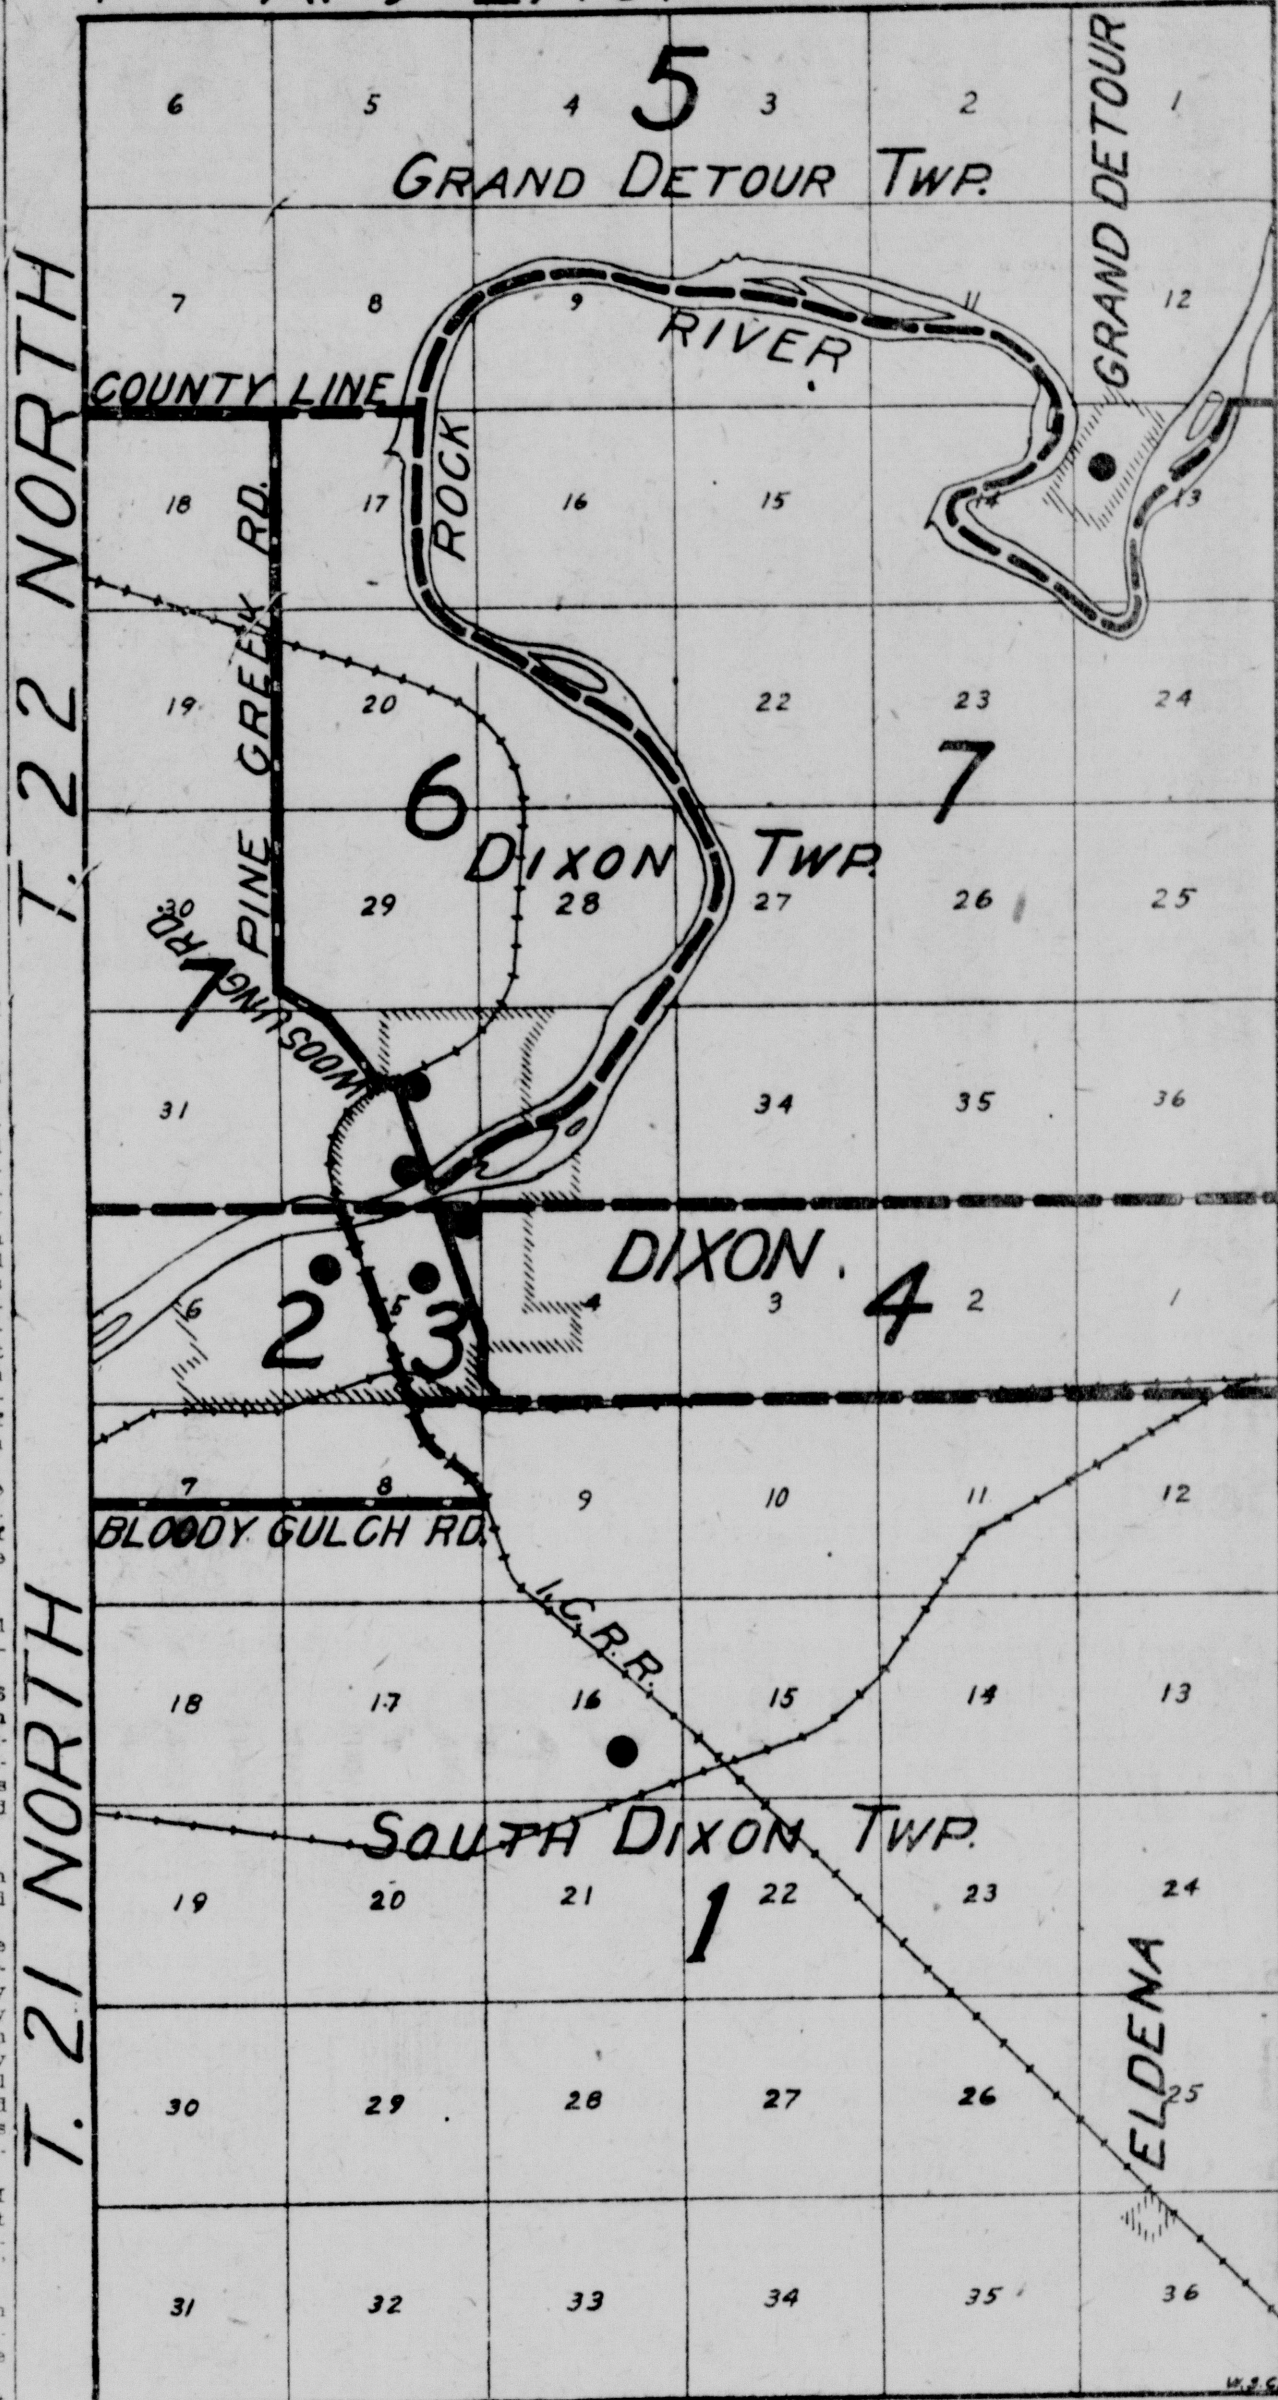 6 5 4 5 3 2 1
GRAND DETOUR TWP.
GRAND DETOUR
T. 22 NORTH
7 8 9 11 12
RIVER
COUNTY LINE
ROCK
18 17 16 15 14 13
PINE CREEK RD.
19 20 22 23 24
6 7
DIXON TWP.
30 29 28 27 26 25
1
WOOSUNG RD.
31 34 35 36
DIXON.
6 2 5 3 4 3 4 2 1
7 8 9 10 11 12
BLOODY GULCH RD.
I.C.R.R.
T. 21 NORTH
18 17 16 15 14 13
SOUTH DIXON TWP.
19 20 21 22 23 24
1
ELDENA
30 29 28 27 26 25
31 32 33 34 35 36